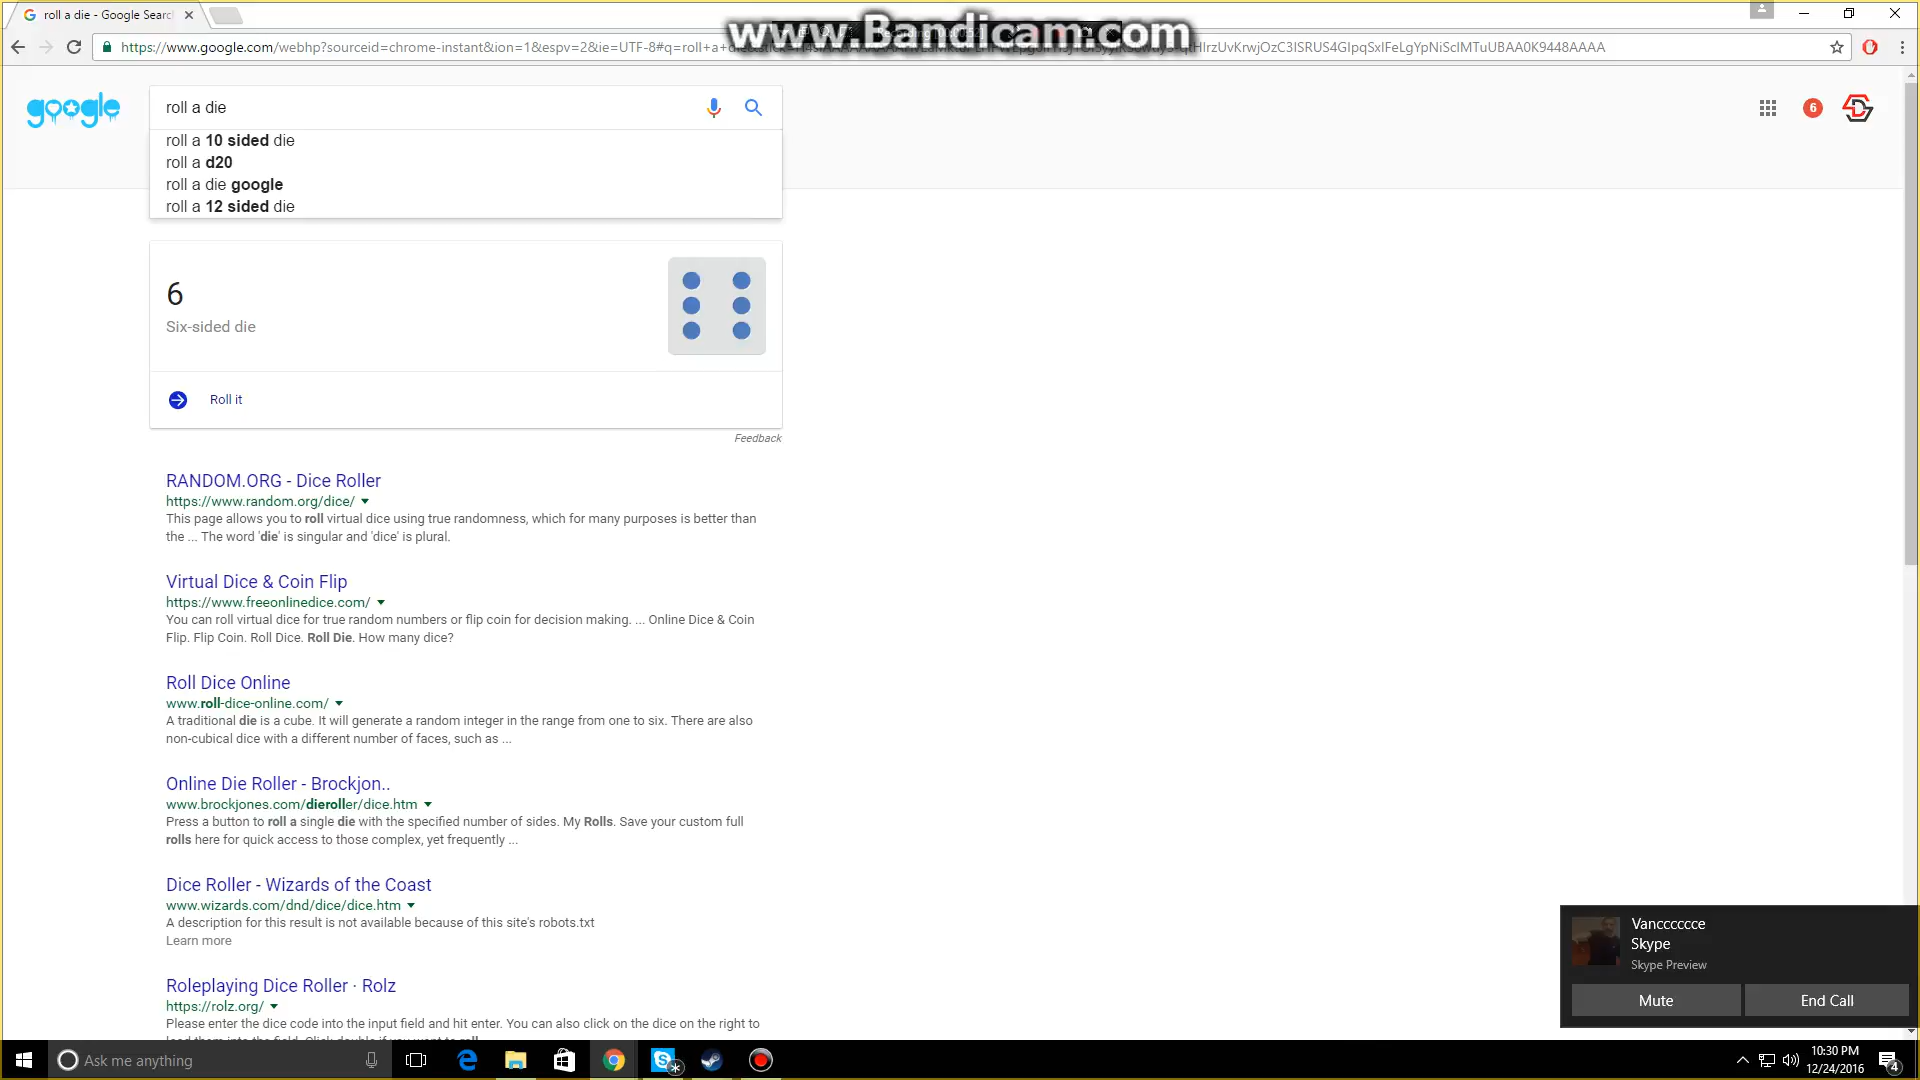 roll a die - Google Searc
www.Bandicam.com
https://www.google.com/webhp?sourceid=chrome-instant&ion=1&espv=2&ie=UTF-8#q=roll+a+
google
roll a die
6
roll a 10 sided die
roll a d20
roll a die google
roll a 12 sided die
6
Six-sided die
Roll it
Feedback
RANDOM.ORG - Dice Roller
https://www.random.org/dice/
This page allows you to roll virtual dice using true randomness, which for many purposes is better than
the ... The word 'die' is singular and 'dice' is plural.
Virtual Dice & Coin Flip
https://www.freeonlinedice.com/
You can roll virtual dice for true random numbers or flip coin for decision making. ... Online Dice & Coin
Flip. Flip Coin. Roll Dice. Roll Die. How many dice?
Roll Dice Online
www.roll-dice-online.com/
A traditional die is a cube. It will generate a random integer in the range from one to six. There are also
non-cubical dice with a different number of faces, such as ...
Online Die Roller - Brockjon..
www.brockjones.com/dieroller/dice.htm
Press a button to roll a single die with the specified number of sides. My Rolls. Save your custom full
rolls here for quick access to those complex, yet frequently ...
Dice Roller - Wizards of the Coast
www.wizards.com/dnd/dice/dice.htm
A description for this result is not available because of this site's robots.txt
Learn more
Roleplaying Dice Roller · Rolz
https://rolz.org/
Please enter the dice code into the input field and hit enter. You can also click on the dice on the right to
Vancccccce
Skype
Skype Preview
Mute
End Call
Ask me anything
10:30 PM
12/24/2016
4